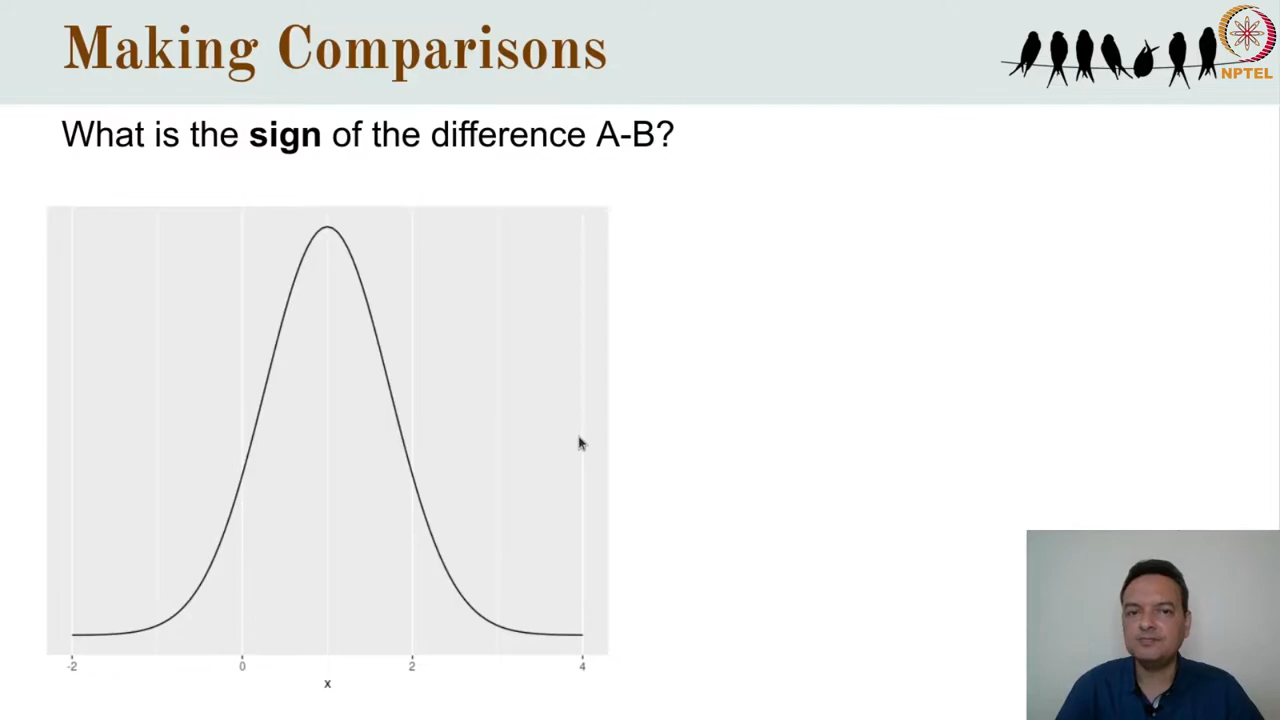 Making Comparisons
NPTEL
What is the sign of the difference A-B?
-2 0 2 4
x